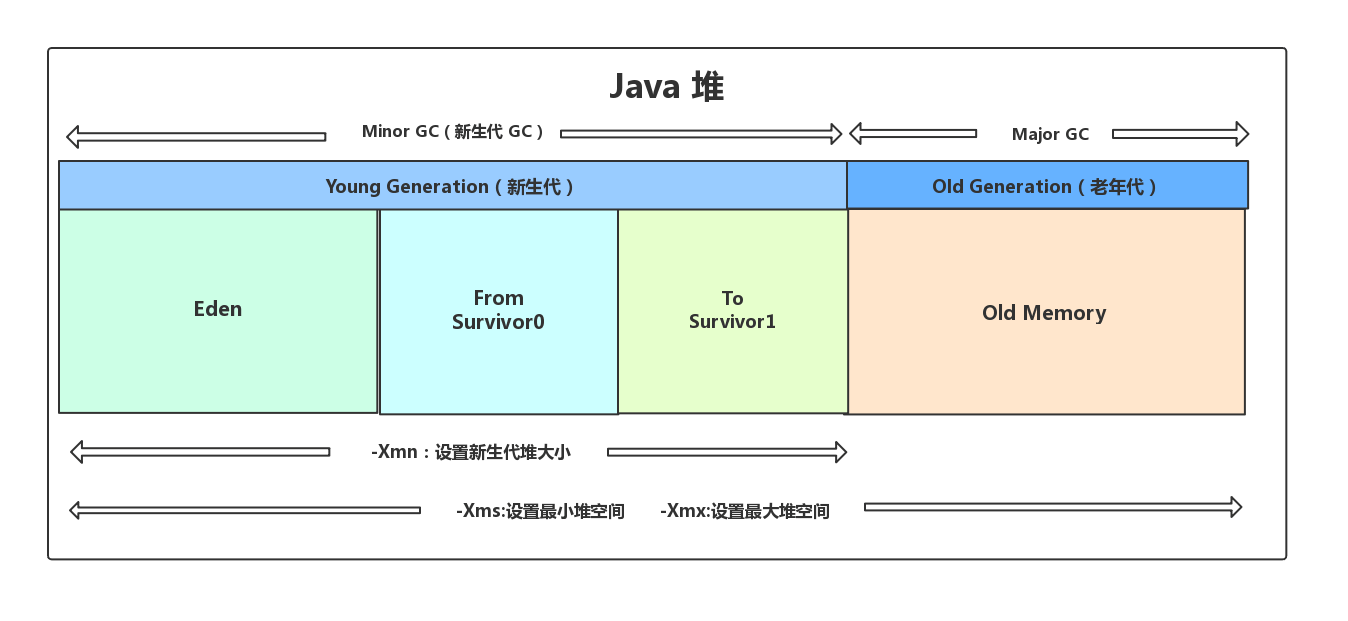 Java 堆
Minor GC（新生代 GC）
Major GC
Young Generation（新生代）
Old Generation（老年代）
Eden
From
Survivor0
To
Survivor1
Old Memory
-Xmn：设置新生代堆大小
-Xms:设置最小堆空间
-Xmx:设置最大堆空间